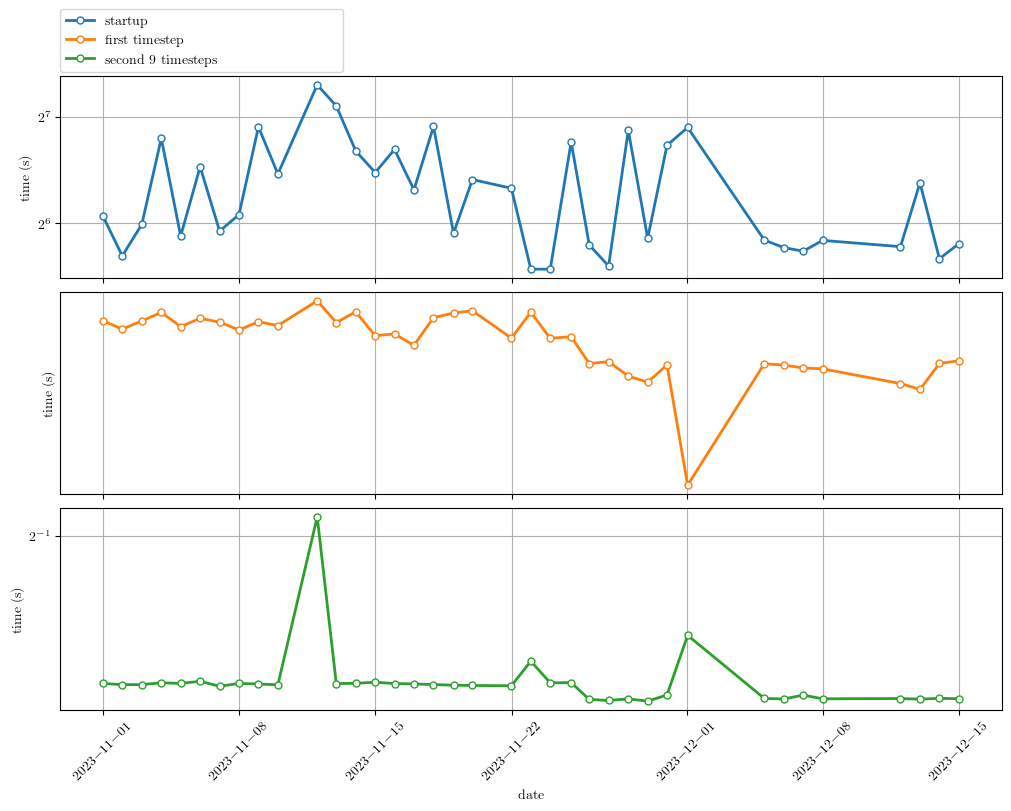 startup
first timestep
second 9 timesteps
2^7
2^6
time (s)
time (s)
2^−1
time (s)
2023−11−01
2023−11−08
2023−11−15
2023−11−22
2023−12−01
2023−12−08
2023−12−15
date